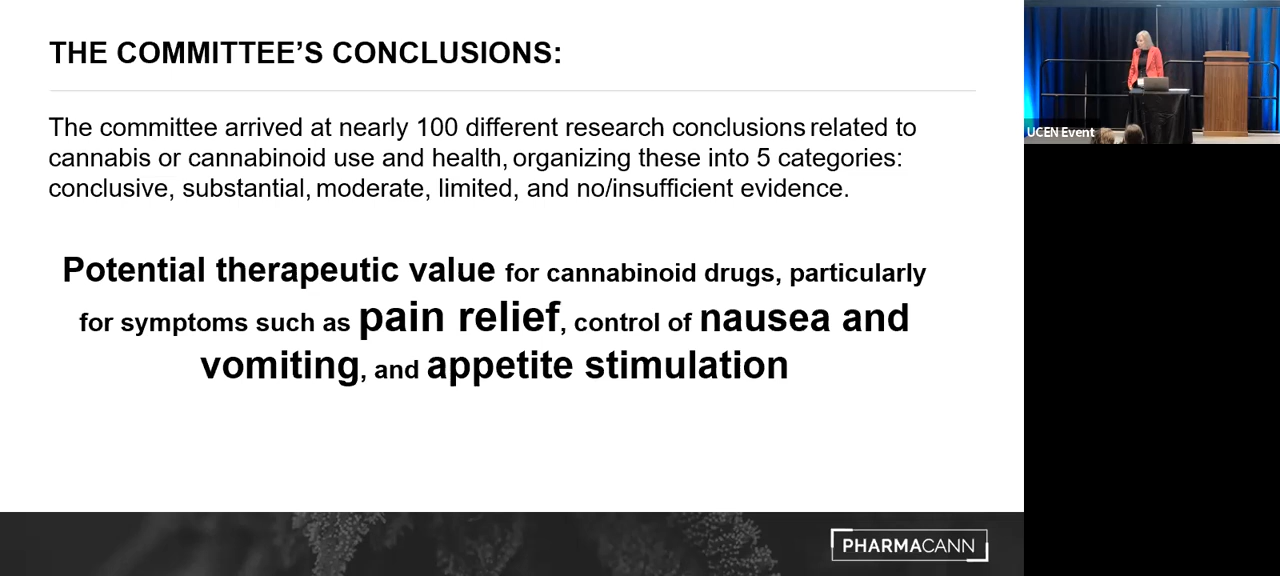 THE COMMITTEE’S CONCLUSIONS:
The committee arrived at nearly 100 different research conclusions related to
cannabis or cannabinoid use and health, organizing these into 5 categories:
conclusive, substantial, moderate, limited, and no/insufficient evidence.
Potential therapeutic value for cannabinoid drugs, particularly
for symptoms such as pain relief, control of nausea and
vomiting, and appetite stimulation
PHARMACANN
UCEN Event